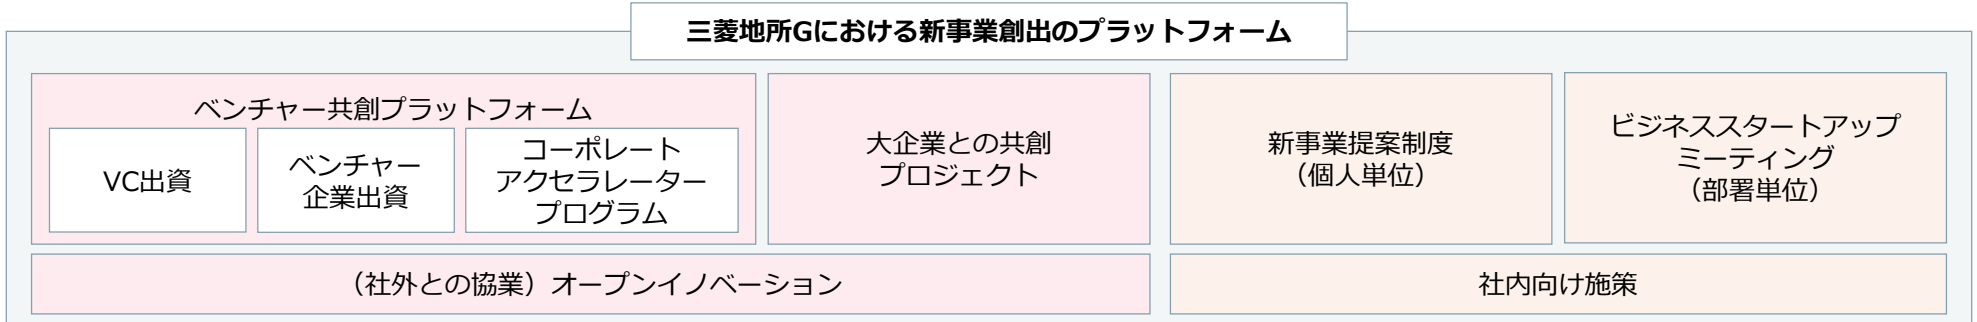 三菱地所Gにおける新事業創出のプラットフォーム
ベンチャー共創プラットフォーム
VC出資
ベンチャー
企業出資
コーポレート
アクセラレーター
プログラム
大企業との共創
プロジェクト
新事業提案制度
（個人単位）
ビジネススタートアップ
ミーティング
（部署単位）
（社外との協業）オープンイノベーション
社内向け施策